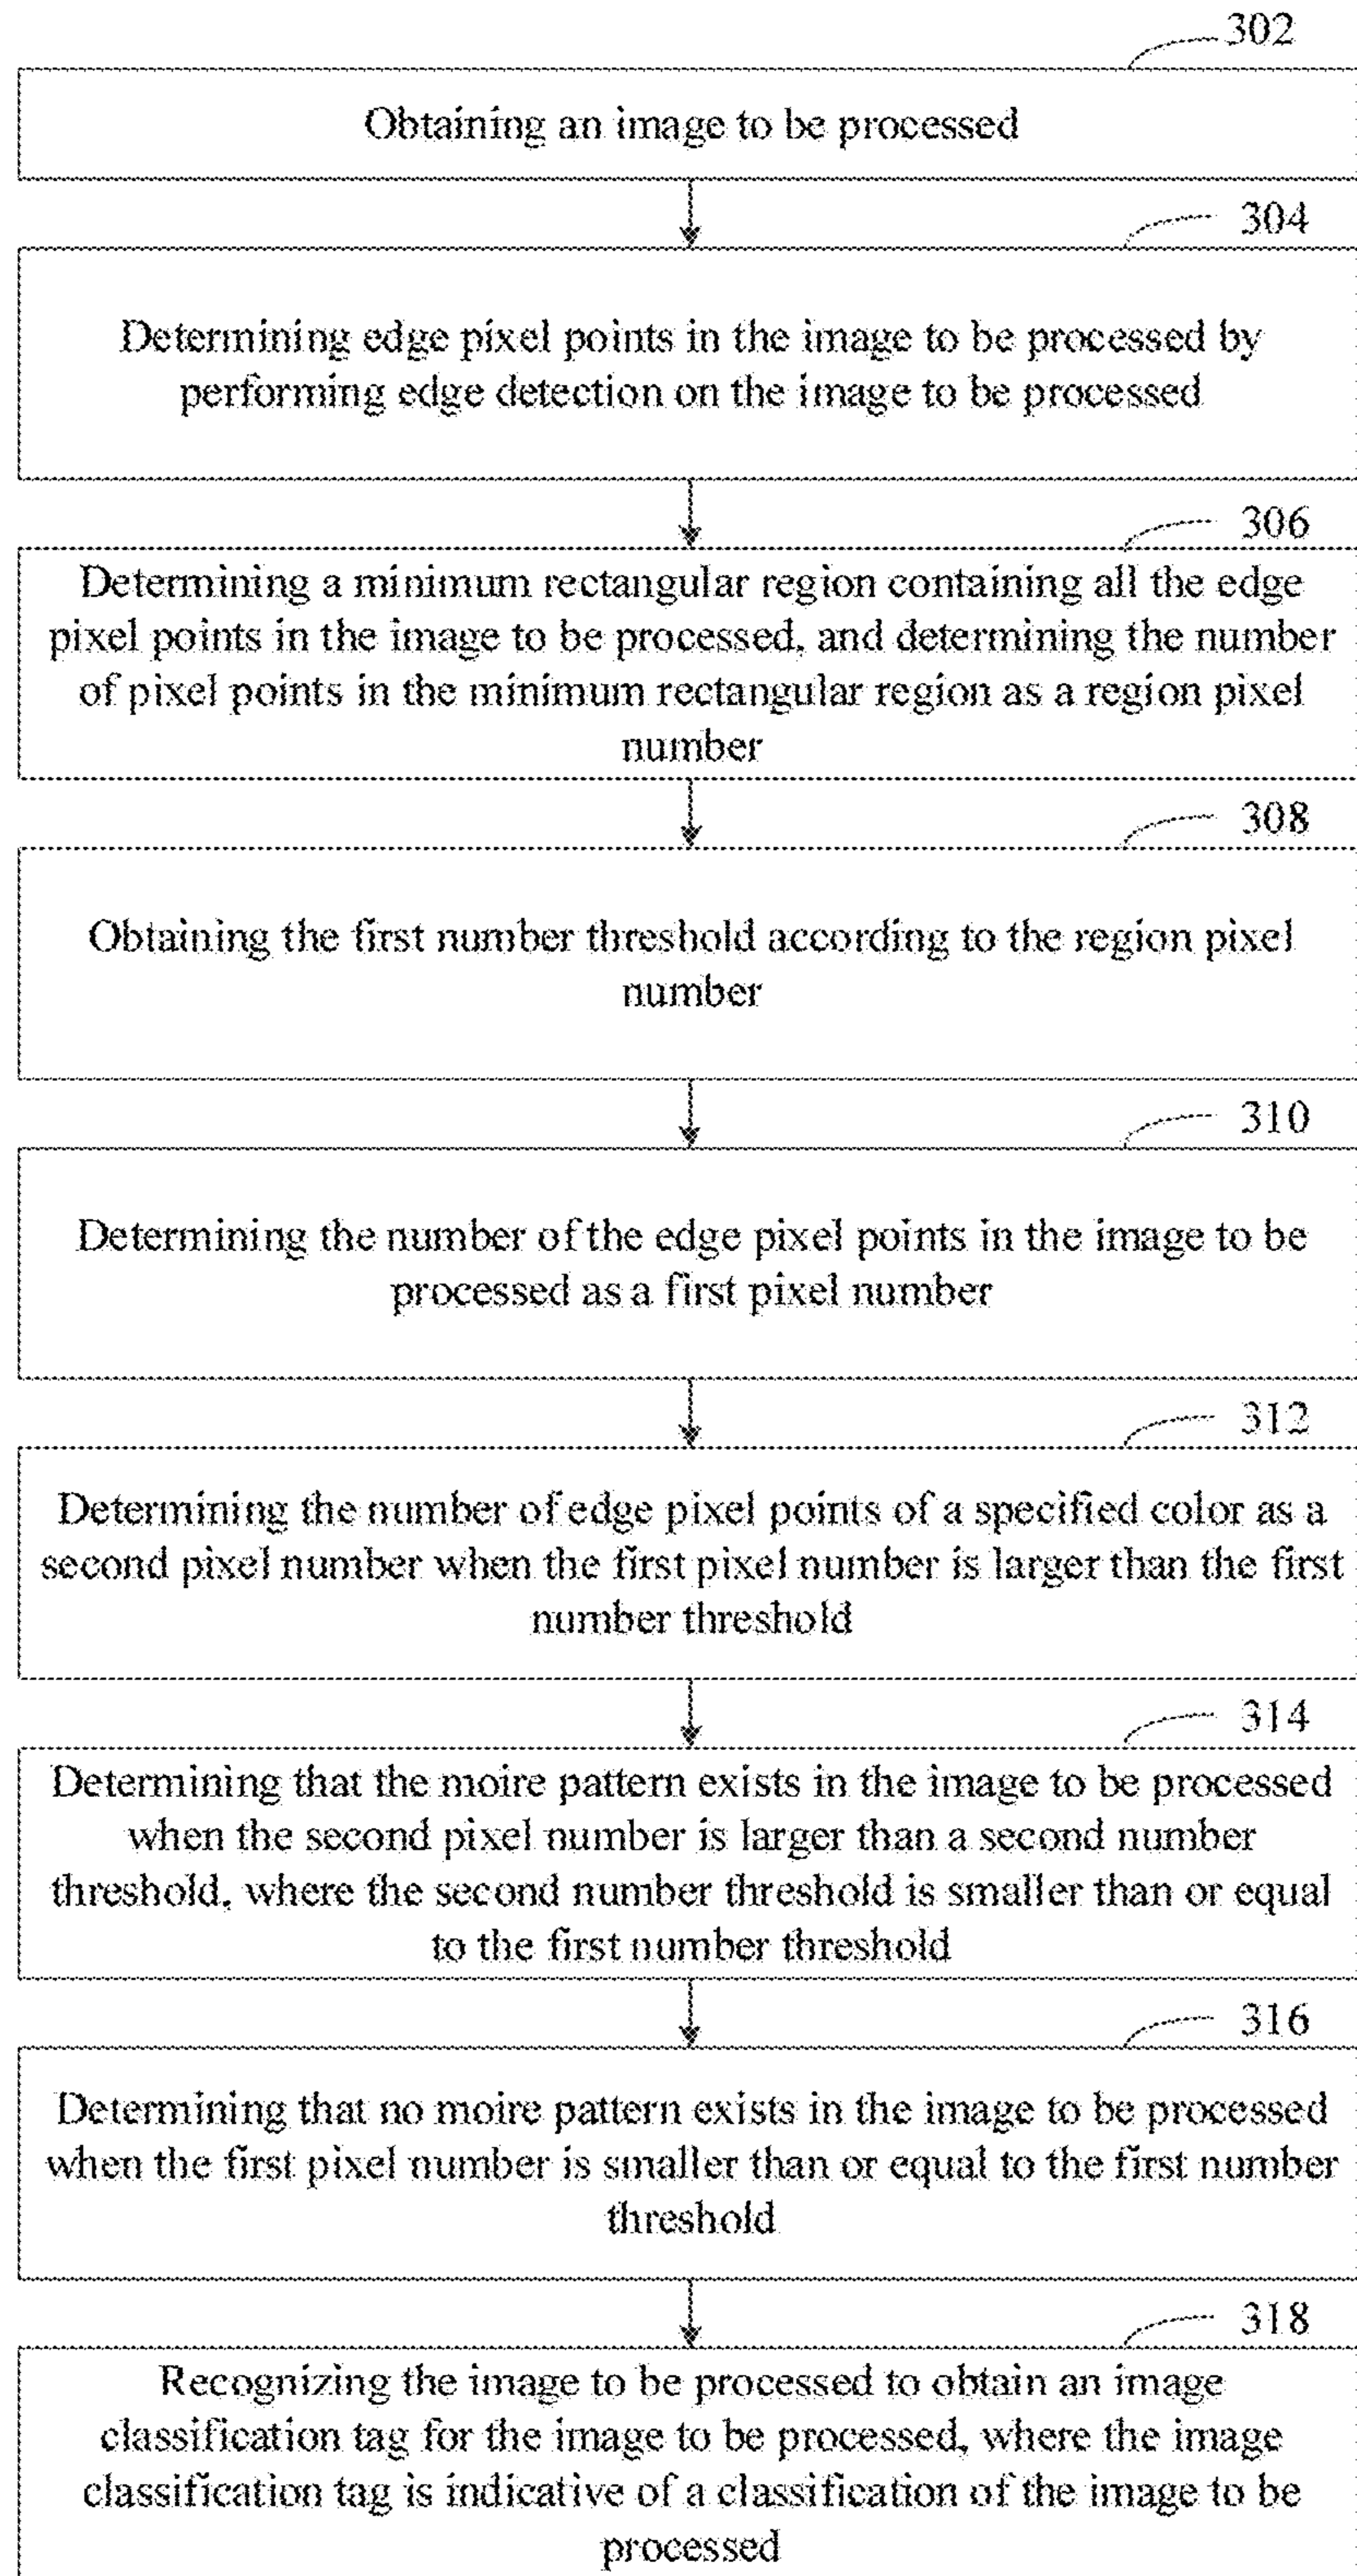 302
Obtaining an image to be processed
304
Determining edge pixel points in the image to be processed by
performing edge detection on the image to be processed
306
Determining a minimum rectangular region containing all the edge
pixel points in the image to be processed, and determining the number
of pixel points in the minimum rectangular region as a region pixel
number
308
Obtaining the first number threshold according to the region pixel
number
310
Determining the number of the edge pixel points in the image to be
processed as a first pixel number
312
Determining the number of edge pixel points of a specified color as a
second pixel number when the first pixel number is larger than the first
number threshold
314
Determining that the moire pattern exists in the image to be processed
when the second pixel number is larger than a second number
threshold, where the second number threshold is smaller than or equal
to the first number threshold
316
Determining that no moire pattern exists in the image to be processed
when the first pixel number is smaller than or equal to the first number
threshold
318
Recognizing the image to be processed to obtain an image
classification tag for the image to be processed, where the image
classification tag is indicative of a classification of the image to be
processed